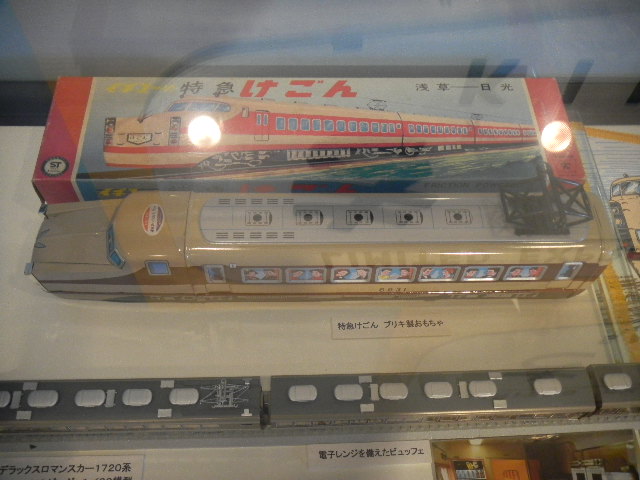 特急けごん
浅草―日光
ST
6831
特急けごん ブリキ製おもちゃ
デラックスロマンスカー1720系
電子レンジを備えたビュッフェ